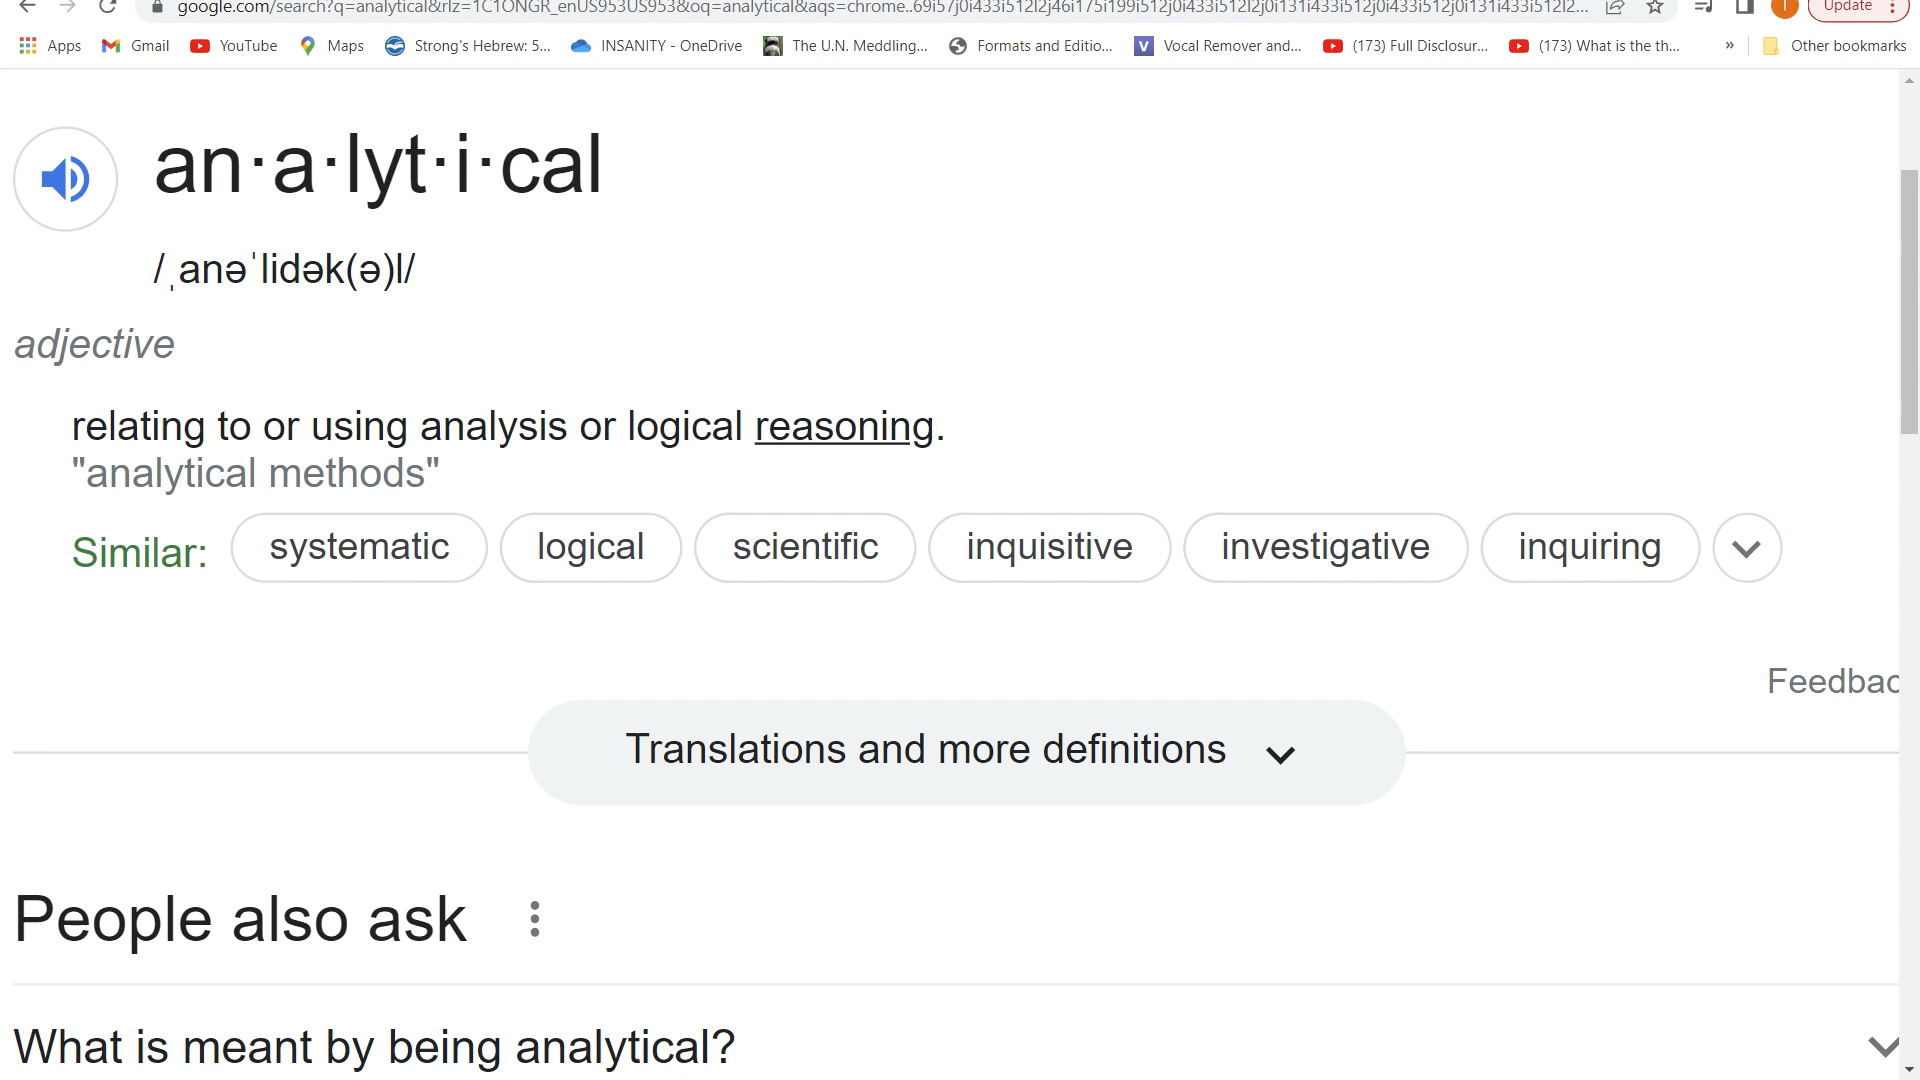 google.com/search?q=analytical&rlz=1C1ONGR_enUS953US953&oq=analytical&aqs=chrome..69i57j0i433i512l2j46i175i199i512j0i433i512l2j0i131i433i512j0i433i512j0i131i433i512l2... Update
Apps Gmail YouTube Maps Strong's Hebrew: 5... INSANITY - OneDrive The U.N. Meddling... Formats and Editio... V Vocal Remover and... (173) Full Disclosur... (173) What is the th... » Other bookmarks
an·a·lyt·i·cal
/ˌanəˈlidək(ə)l/
adjective
relating to or using analysis or logical reasoning.
"analytical methods"
Similar: systematic logical scientific inquisitive investigative inquiring
Feedbac
Translations and more definitions
People also ask
What is meant by being analytical?